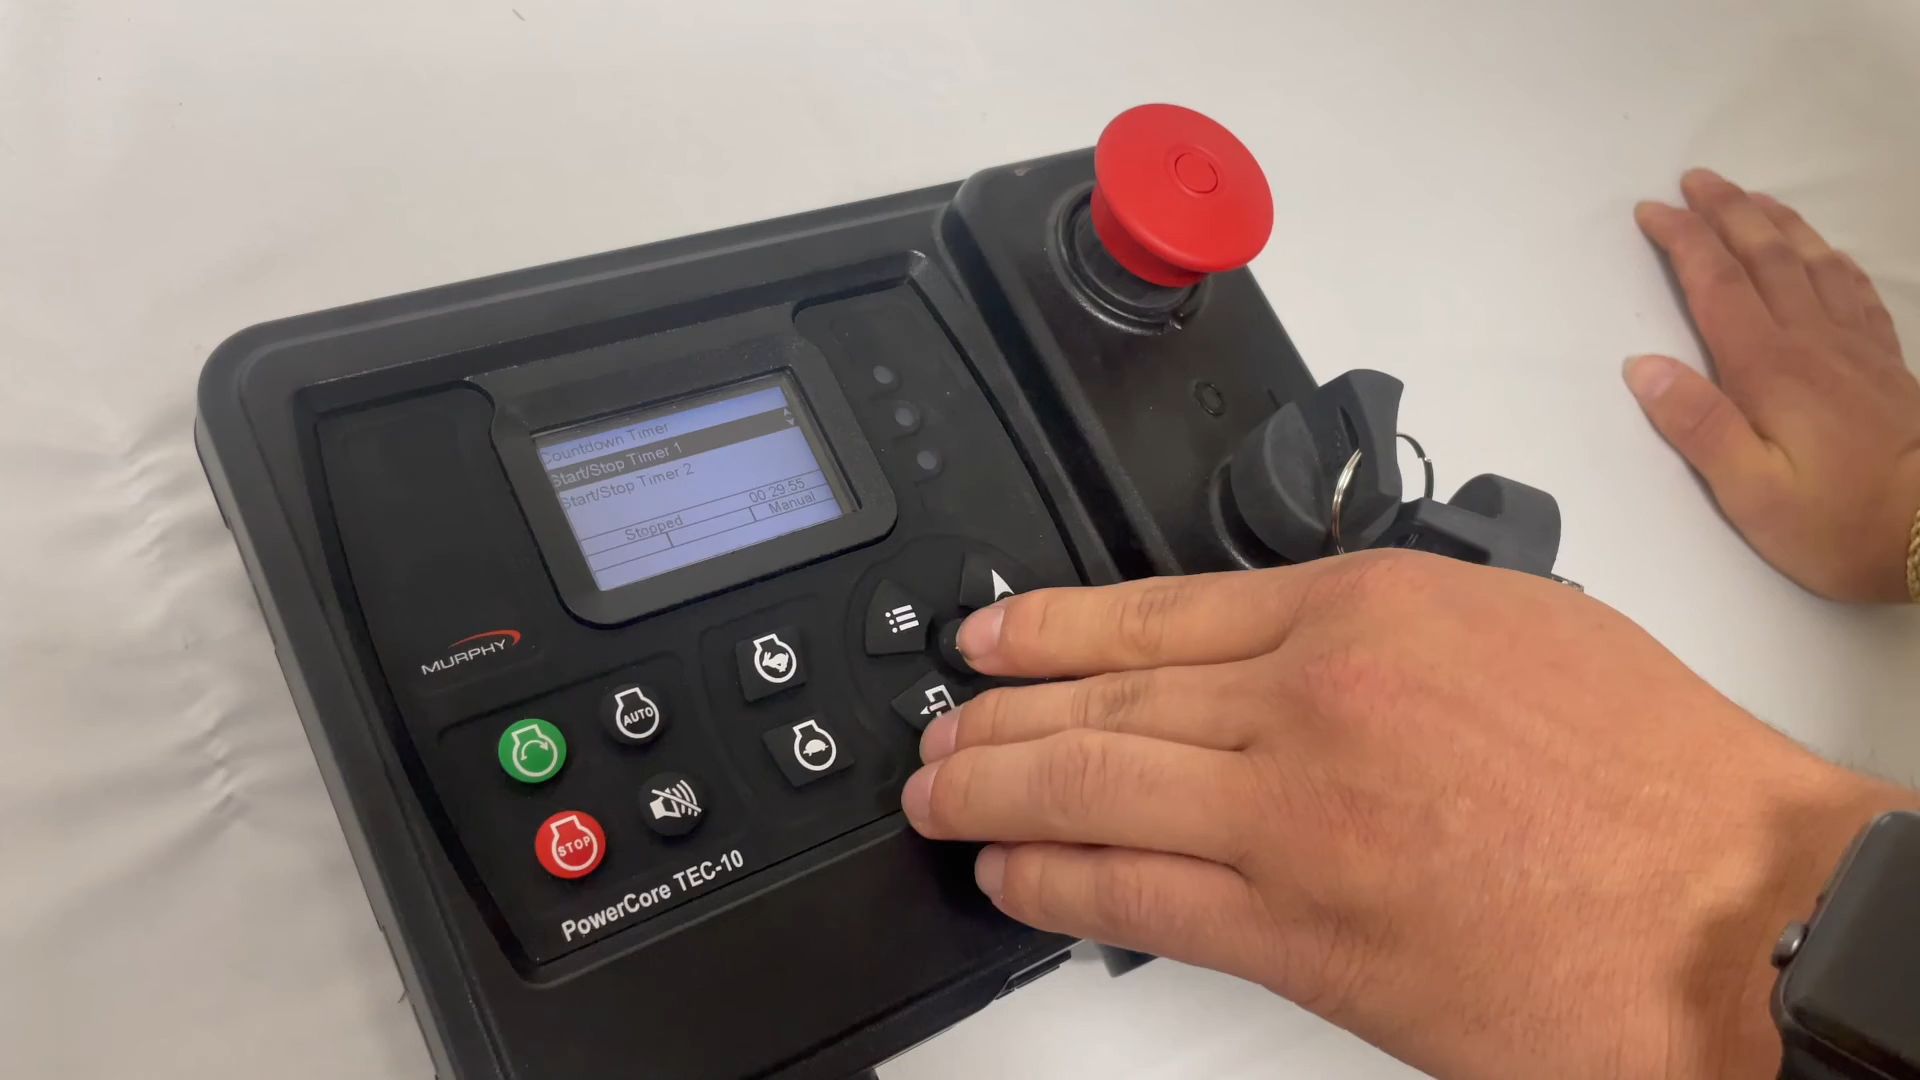 Countdown Timer
Start/Stop Timer 1
Start/Stop Timer 2
00:29:55
Stopped
Manual
MURPHY
AUTO
STOP
PowerCore TEC-10